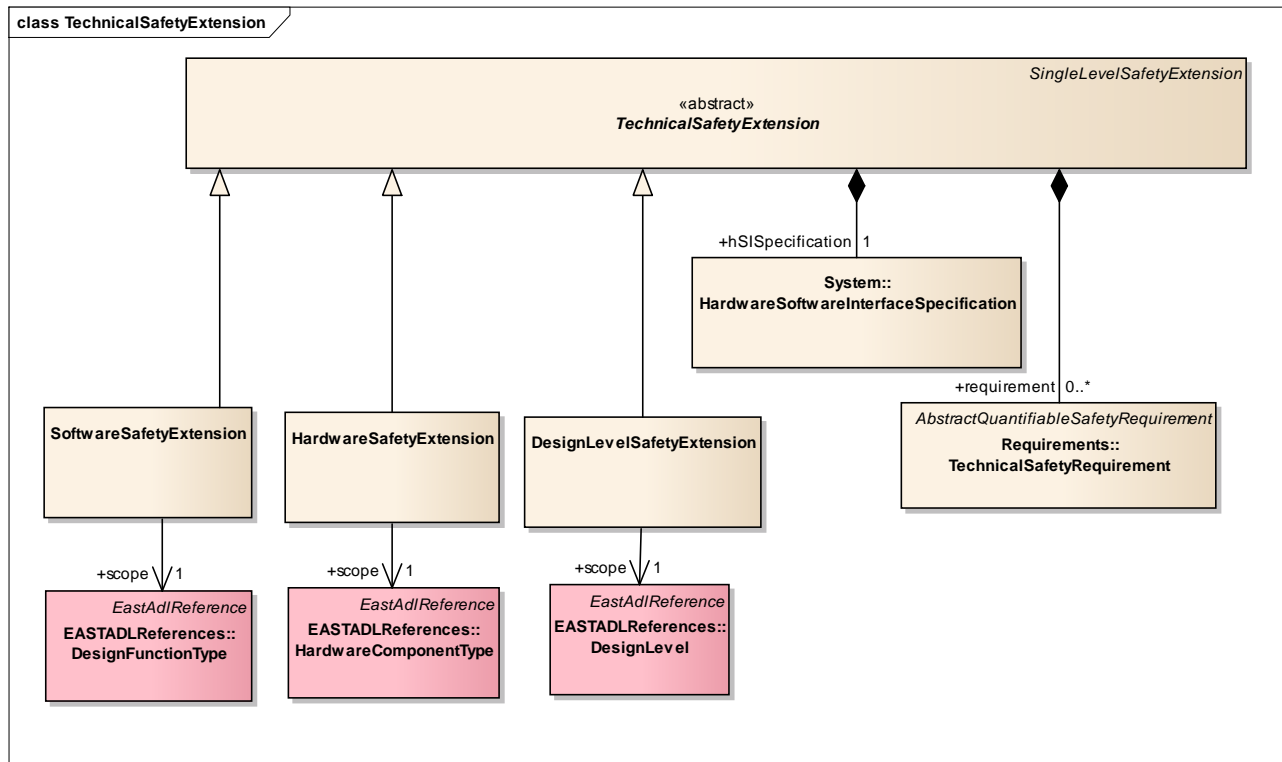 class TechnicalSafetyExtension
SingleLevelSafetyExtension
«abstract»
TechnicalSafetyExtension
+hSISpecification 1
System::
HardwareSoftwareInterfaceSpecification
+requirement 0..*
AbstractQuantifiableSafetyRequirement
Requirements::
TechnicalSafetyRequirement
SoftwareSafetyExtension
HardwareSafetyExtension
DesignLevelSafetyExtension
+scope 1
+scope 1
+scope 1
EastAdlReference
EASTADLReferences::
DesignFunctionType
EastAdlReference
EASTADLReferences::
HardwareComponentType
EastAdlReference
EASTADLReferences::
DesignLevel